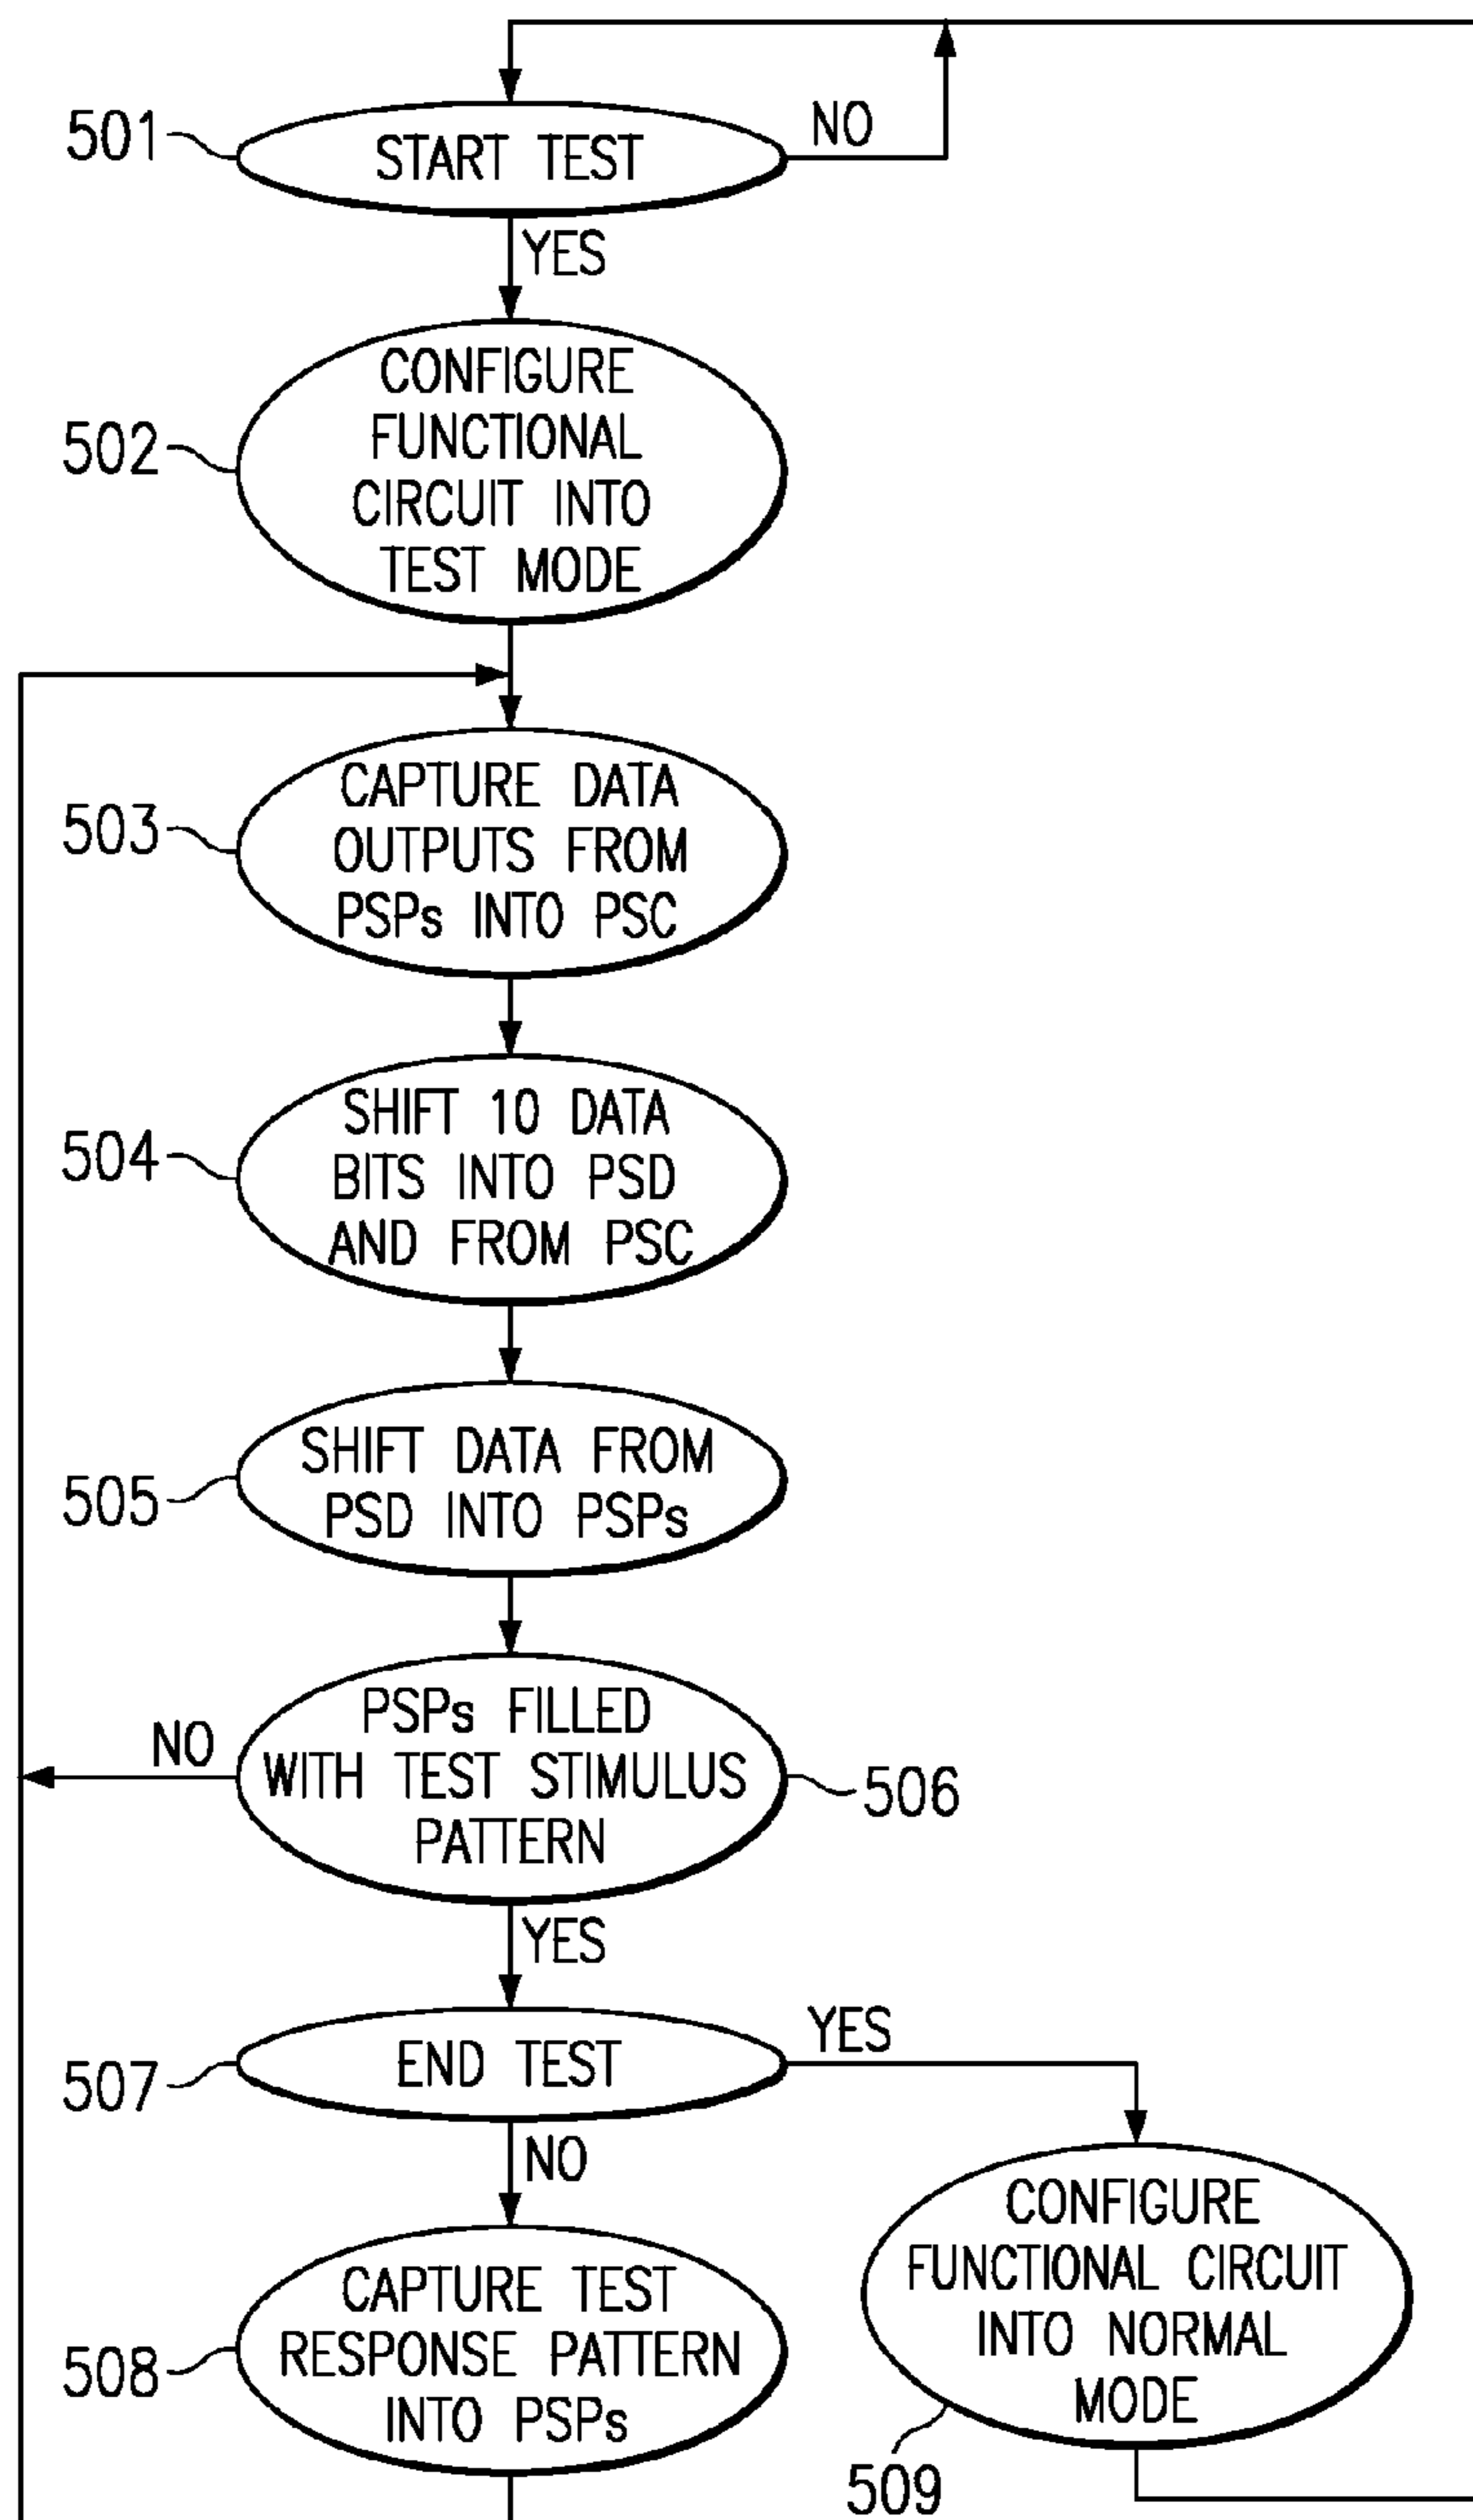 501
START TEST
NO
YES
502
CONFIGURE
FUNCTIONAL
CIRCUIT INTO
TEST MODE
503
CAPTURE DATA
OUTPUTS FROM
PSPs INTO PSC
504
SHIFT 10 DATA
BITS INTO PSD
AND FROM PSC
505
SHIFT DATA FROM
PSD INTO PSPs
NO
PSPs FILLED
WITH TEST STIMULUS
PATTERN
506
YES
507
END TEST
YES
NO
508
CAPTURE TEST
RESPONSE PATTERN
INTO PSPs
CONFIGURE
FUNCTIONAL CIRCUIT
INTO NORMAL
MODE
509